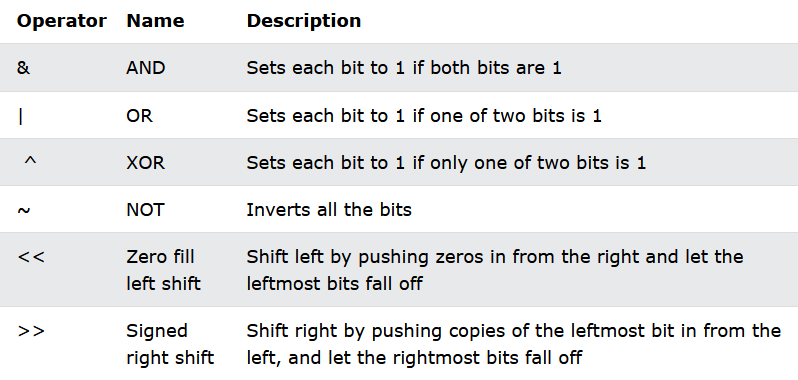 Operator Name Description
& AND Sets each bit to 1 if both bits are 1
| OR Sets each bit to 1 if one of two bits is 1
^ XOR Sets each bit to 1 if only one of two bits is 1
~ NOT Inverts all the bits
<< Zero fill left shift Shift left by pushing zeros in from the right and let the
leftmost bits fall off
>> Signed right shift Shift right by pushing copies of the leftmost bit in from the
left, and let the rightmost bits fall off